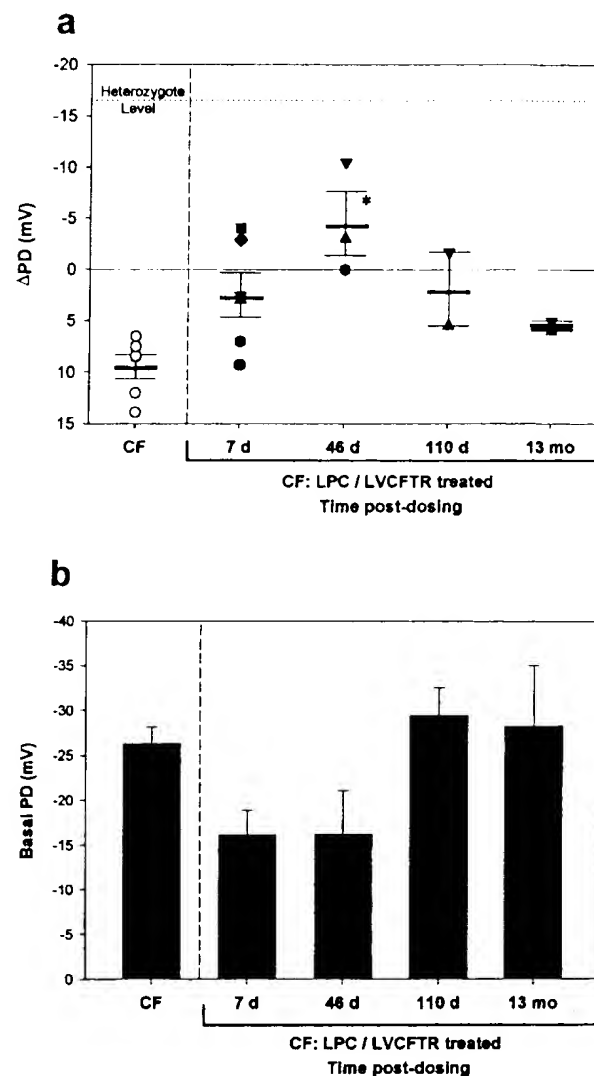 a
-20
-15
-10
-5
0
5
10
15
ΔPD (mV)
Heterozygote
Level
*
CF
7 d
46 d
110 d
13 mo
CF: LPC / LVCFTR treated
Time post-dosing
b
-40
-35
-30
-25
-20
-15
-10
-5
0
Basal PD (mV)
CF
7 d
46 d
110 d
13 mo
CF: LPC / LVCFTR treated
Time post-dosing